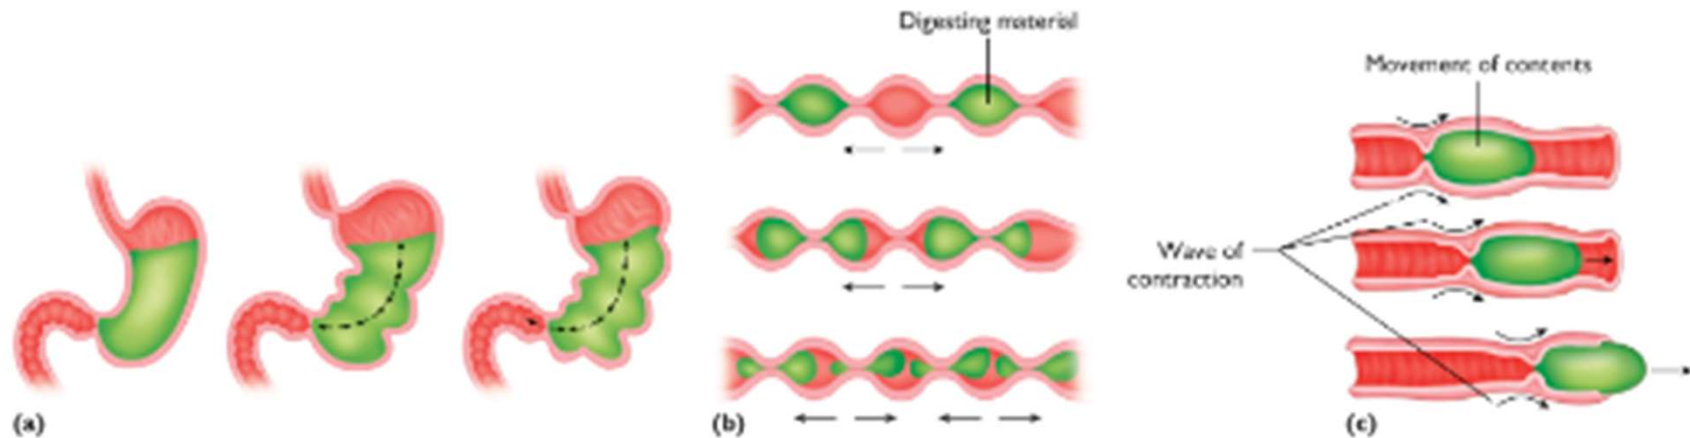 Digesting material
Movement of contents
Wave of
contraction
(a)
(b)
(c)